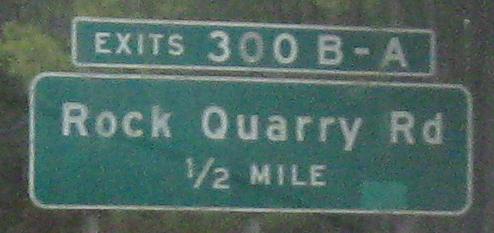 EXITS 300 B-A
Rock Quarry Rd
1/2 MILE